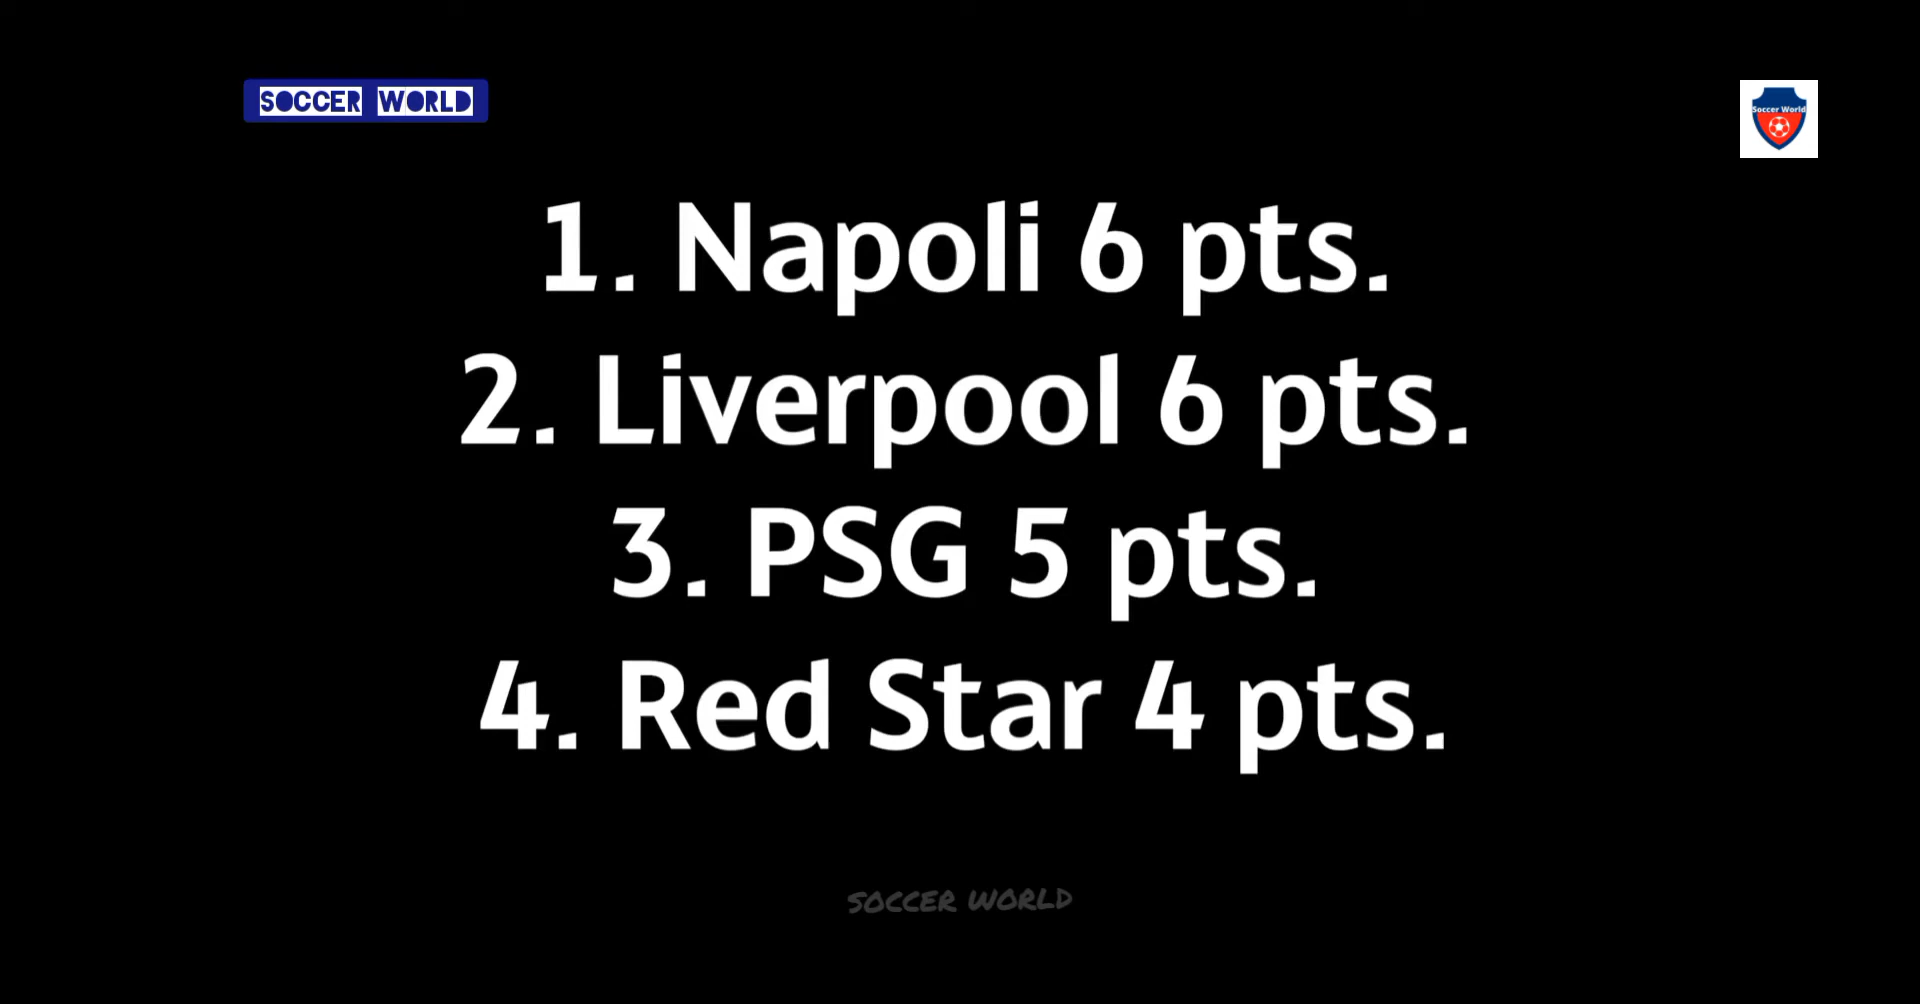 SOCCER WORLD
Soccer World
1. Napoli 6 pts.
2. Liverpool 6 pts.
3. PSG 5 pts.
4. Red Star 4 pts.
SOCCER WORLD